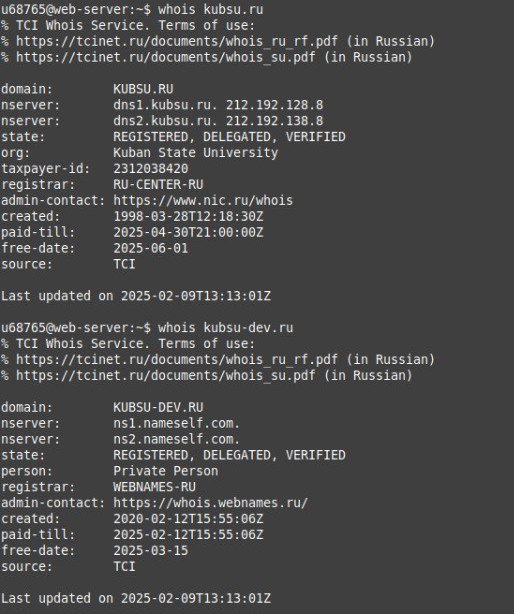 u68765@web-server:~$ whois kubsu.ru
% TCI Whois Service. Terms of use:
% https://tcinet.ru/documents/whois_ru_rf.pdf (in Russian)
% https://tcinet.ru/documents/whois_su.pdf (in Russian)

domain:        KUBSU.RU
nserver:       dns1.kubsu.ru. 212.192.128.8
nserver:       dns2.kubsu.ru. 212.192.138.8
state:         REGISTERED, DELEGATED, VERIFIED
org:           Kuban State University
taxpayer-id:   2312038420
registrar:     RU-CENTER-RU
admin-contact: https://www.nic.ru/whois
created:       1998-03-28T12:18:30Z
paid-till:     2025-04-30T21:00:00Z
free-date:     2025-06-01
source:        TCI

Last updated on 2025-02-09T13:13:01Z

u68765@web-server:~$ whois kubsu-dev.ru
% TCI Whois Service. Terms of use:
% https://tcinet.ru/documents/whois_ru_rf.pdf (in Russian)
% https://tcinet.ru/documents/whois_su.pdf (in Russian)

domain:        KUBSU-DEV.RU
nserver:       ns1.nameself.com.
nserver:       ns2.nameself.com.
state:         REGISTERED, DELEGATED, VERIFIED
person:        Private Person
registrar:     WEBNAMES-RU
admin-contact: https://whois.webnames.ru/
created:       2020-02-12T15:55:06Z
paid-till:     2025-02-12T15:55:06Z
free-date:     2025-03-15
source:        TCI

Last updated on 2025-02-09T13:13:01Z